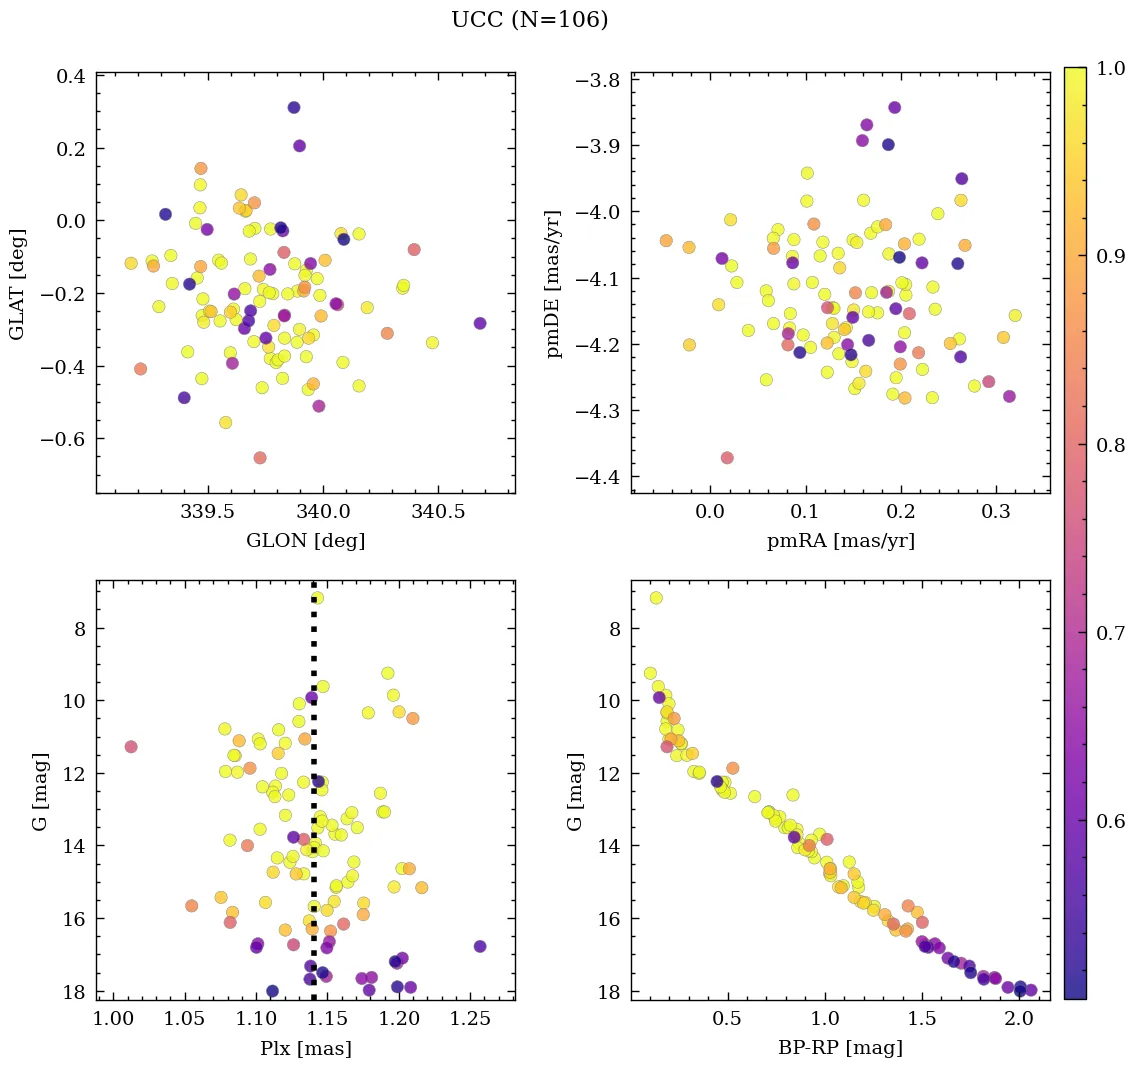 UCC (N=106)
0.4
0.2
0.0
−0.2
−0.4
−0.6
GLAT [deg]
339.5 340.0 340.5
GLON [deg]
−3.8
−3.9
−4.0
−4.1
−4.2
−4.3
−4.4
pmDE [mas/yr]
0.0 0.1 0.2 0.3
pmRA [mas/yr]
1.0
0.9
0.8
0.7
0.6
8
10
12
14
16
18
G [mag]
1.00 1.05 1.10 1.15 1.20 1.25
Plx [mas]
8
10
12
14
16
18
G [mag]
0.5 1.0 1.5 2.0
BP-RP [mag]